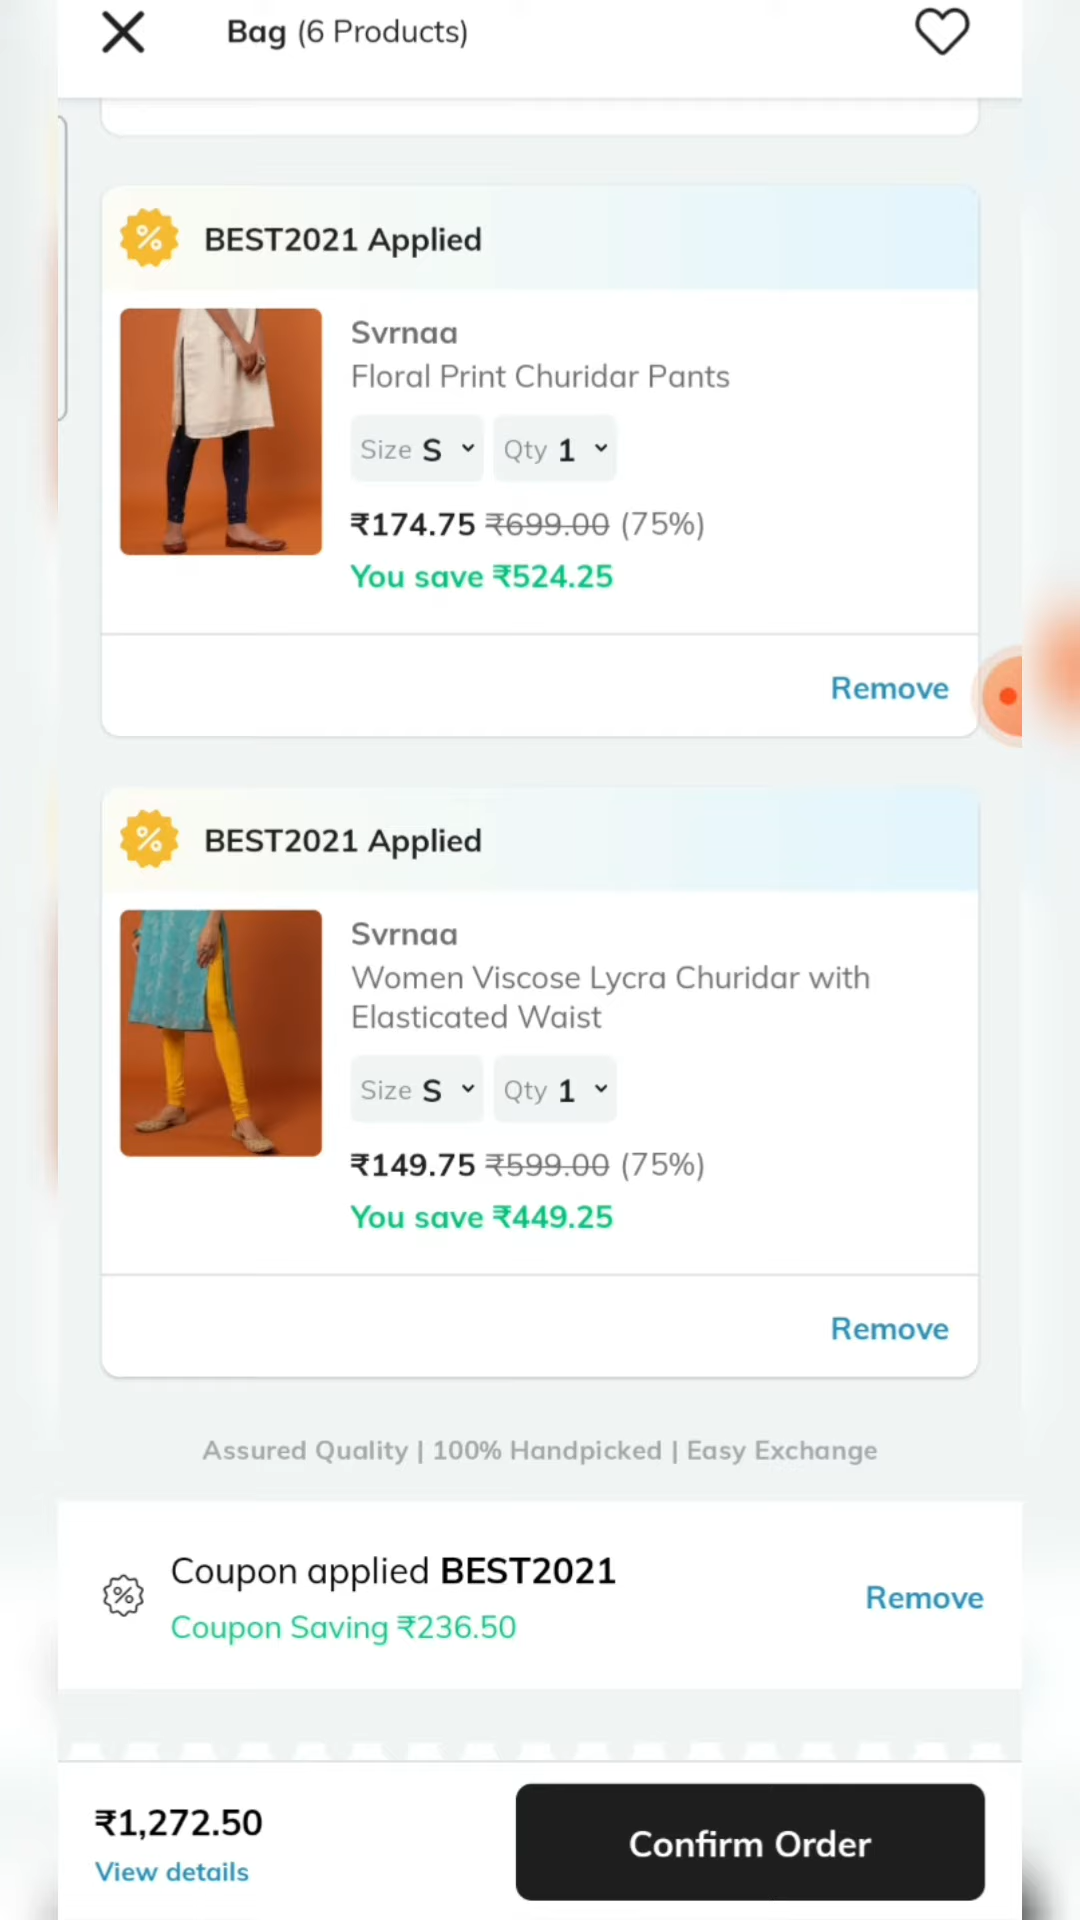 Bag (6 Products)
BEST2021 Applied
Svrnaa
Floral Print Churidar Pants
Size S Qty 1
₹174.75 ₹699.00 (75%)
You save ₹524.25
Remove
BEST2021 Applied
Svrnaa
Women Viscose Lycra Churidar with
Elasticated Waist
Size S Qty 1
₹149.75 ₹599.00 (75%)
You save ₹449.25
Remove
Assured Quality | 100% Handpicked | Easy Exchange
Coupon applied BEST2021
Coupon Saving ₹236.50
Remove
₹1,272.50
View details
Confirm Order